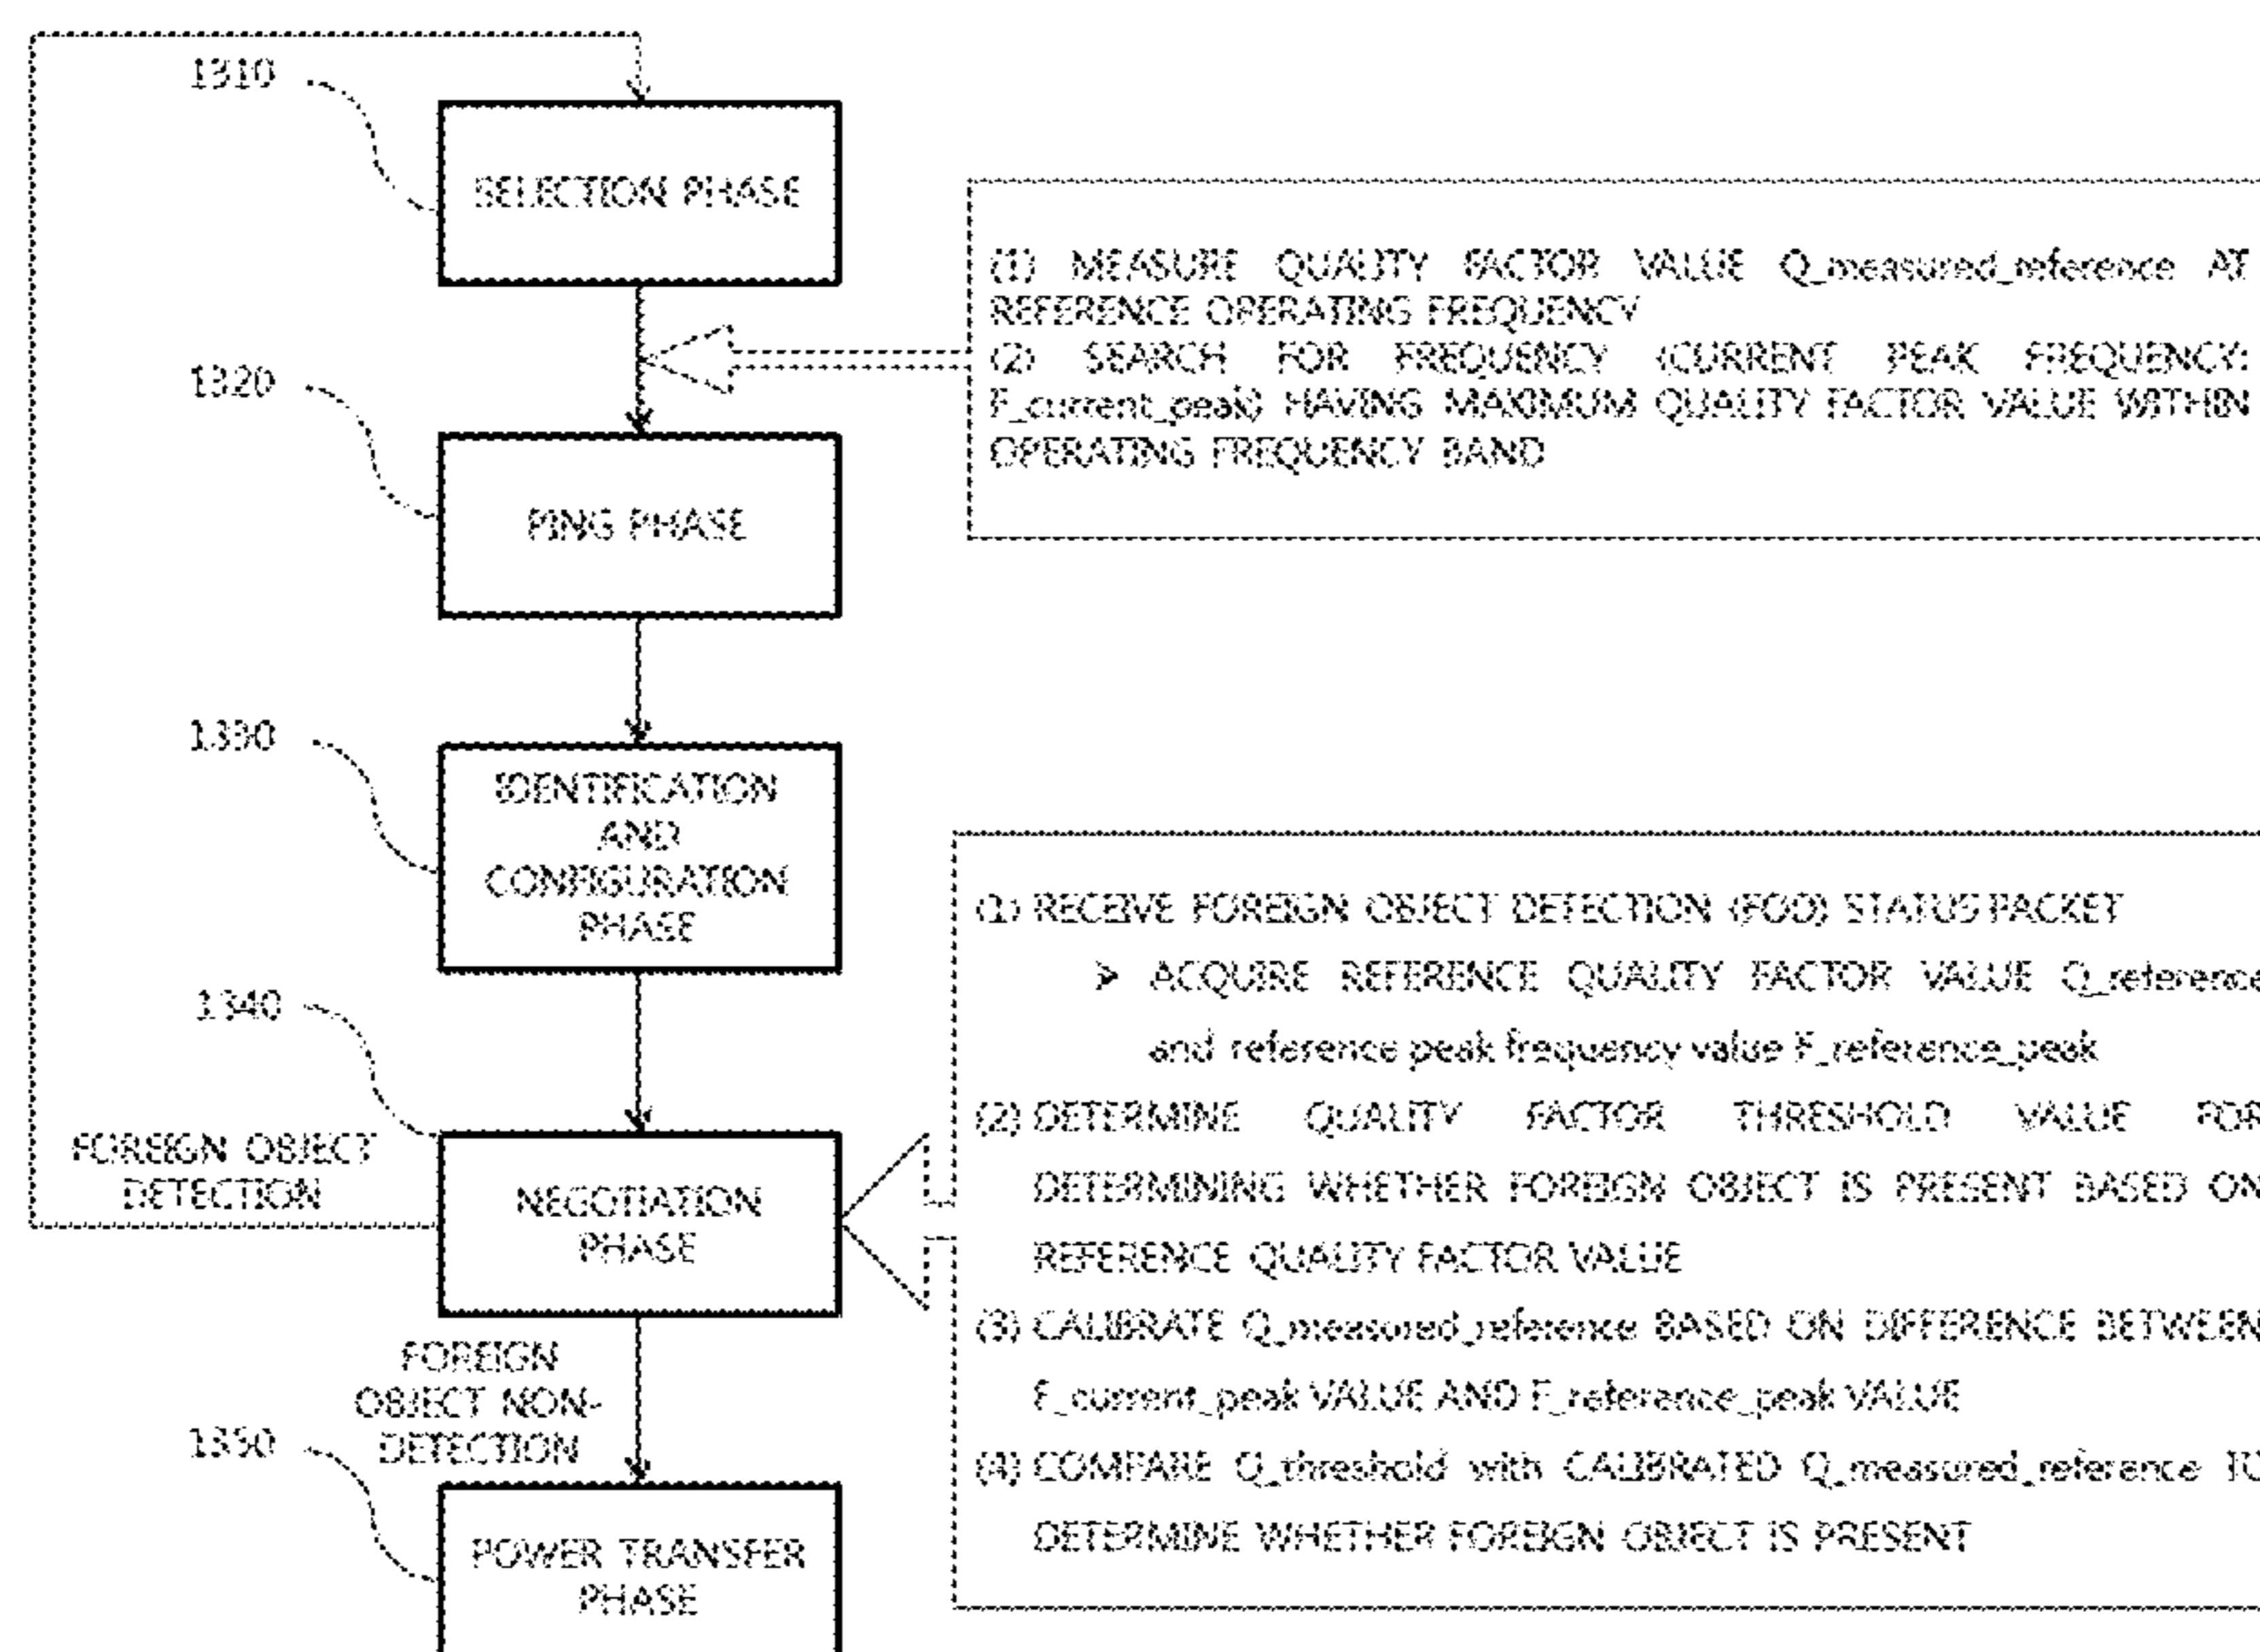 1310
SELECTION PHASE
(1) MEASURE QUALITY FACTOR VALUE Q_measured_reference AT
REFERENCE OPERATING FREQUENCY
(2) SEARCH FOR FREQUENCY (CURRENT PEAK FREQUENCY:
F_current_peak) HAVING MAXIMUM QUALITY FACTOR VALUE WITHIN
OPERATING FREQUENCY BAND
1320
PING PHASE
1330
IDENTIFICATION
AND
CONFIGURATION
PHASE
1340
FOREIGN OBJECT
DETECTION
NEGOTIATION
PHASE
(1) RECEIVE FOREIGN OBJECT DETECTION (FOD) STATUS PACKET
➢ ACQUIRE REFERENCE QUALITY FACTOR VALUE Q_reference
and reference peak frequency value F_reference_peak
(2) DETERMINE QUALITY FACTOR THRESHOLD VALUE FOR
DETERMINING WHETHER FOREIGN OBJECT IS PRESENT BASED ON
REFERENCE QUALITY FACTOR VALUE
(3) CALIBRATE Q_measured_reference BASED ON DIFFERENCE BETWEEN
F_current_peak VALUE AND F_reference_peak VALUE
(4) COMPARE Q_threshold with CALIBRATED Q_measured_reference TO
DETERMINE WHETHER FOREIGN OBJECT IS PRESENT
FOREIGN
OBJECT NON-
DETECTION
1350
POWER TRANSFER
PHASE